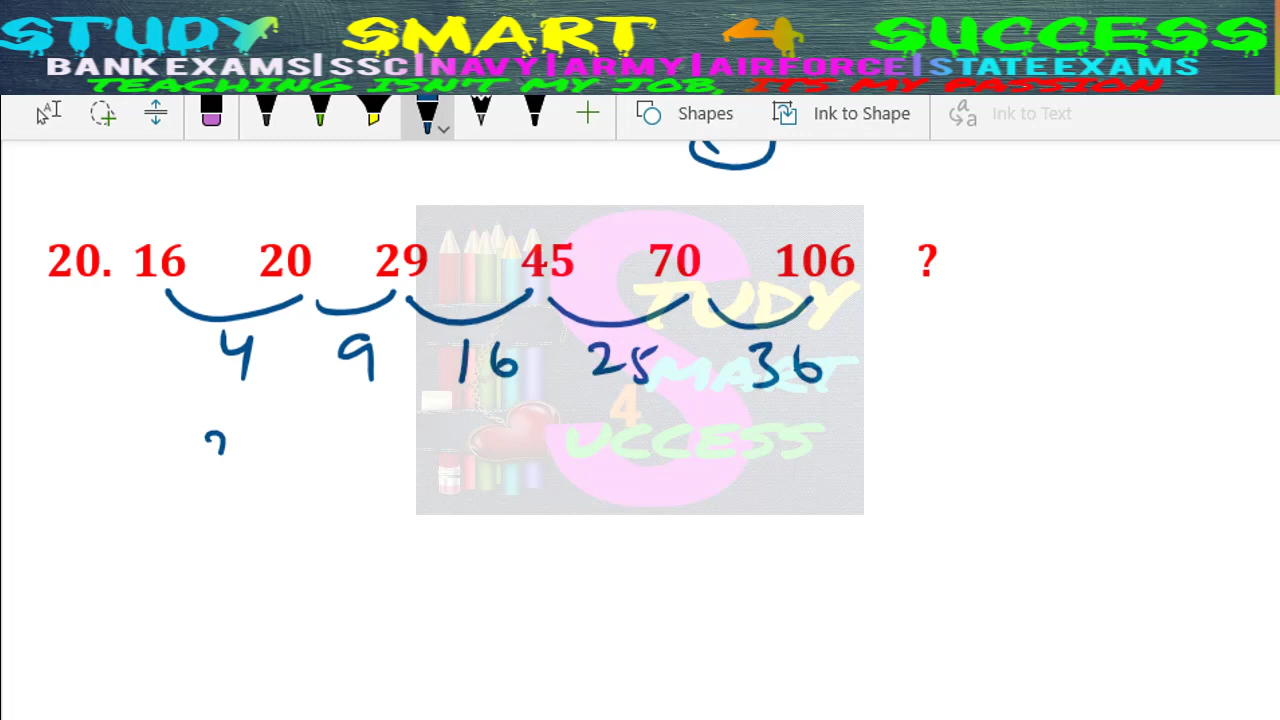 STUDY SMART 4 SUCCESS
BANK EXAMS|SSC|NAVY|ARMY|AIRFORCE|STATE EXAMS
TEACHING ISN'T MY JOB, IT'S MY PASSION
Shapes Ink to Shape Ink to Text
20. 16 20 29 45 70 106 ?
4 9 16 25 36
STUDY
SMART
4
SUCCESS